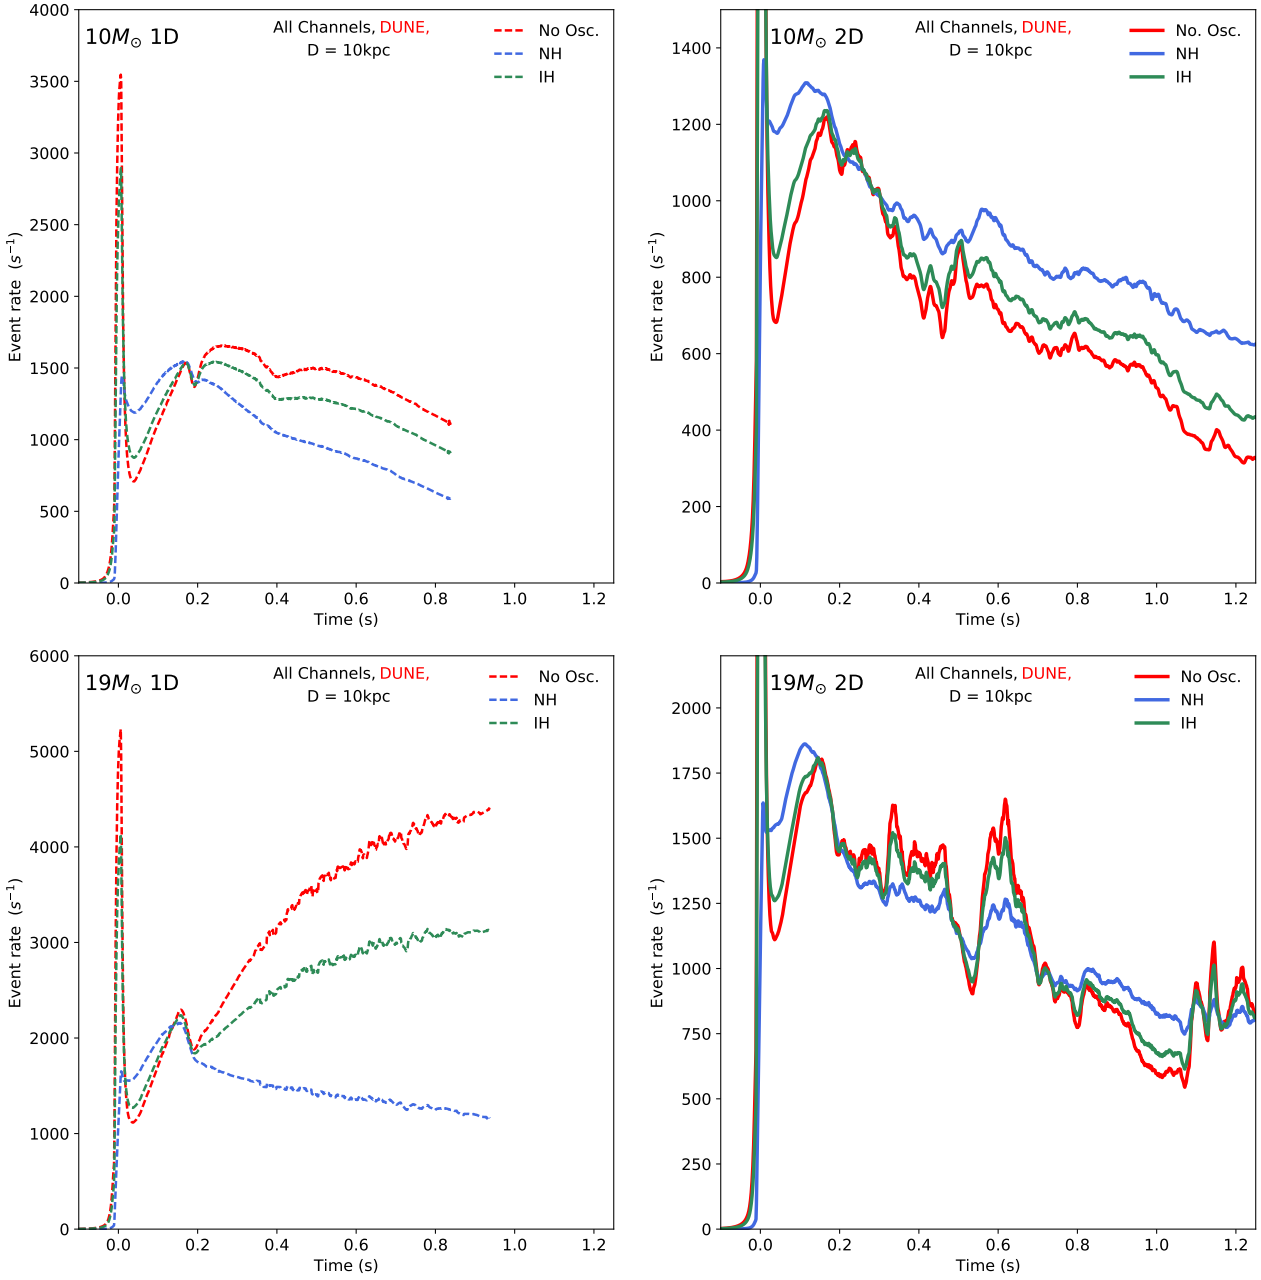 10M⊙ 1D
All Channels, DUNE,
D = 10kpc
No Osc.
NH
IH
4000
3500
3000
2500
2000
1500
1000
500
0
Event rate (s⁻¹)
0.0 0.2 0.4 0.6 0.8 1.0 1.2
Time (s)
10M⊙ 2D
All Channels, DUNE,
D = 10kpc
No. Osc.
NH
IH
1400
1200
1000
800
600
400
200
0
Event rate (s⁻¹)
0.0 0.2 0.4 0.6 0.8 1.0 1.2
Time (s)
19M⊙ 1D
All Channels, DUNE,
D = 10kpc
No Osc.
NH
IH
6000
5000
4000
3000
2000
1000
0
Event rate (s⁻¹)
0.0 0.2 0.4 0.6 0.8 1.0 1.2
Time (s)
19M⊙ 2D
All Channels, DUNE,
D = 10kpc
No Osc.
NH
IH
2000
1750
1500
1250
1000
750
500
250
0
Event rate (s⁻¹)
0.0 0.2 0.4 0.6 0.8 1.0 1.2
Time (s)